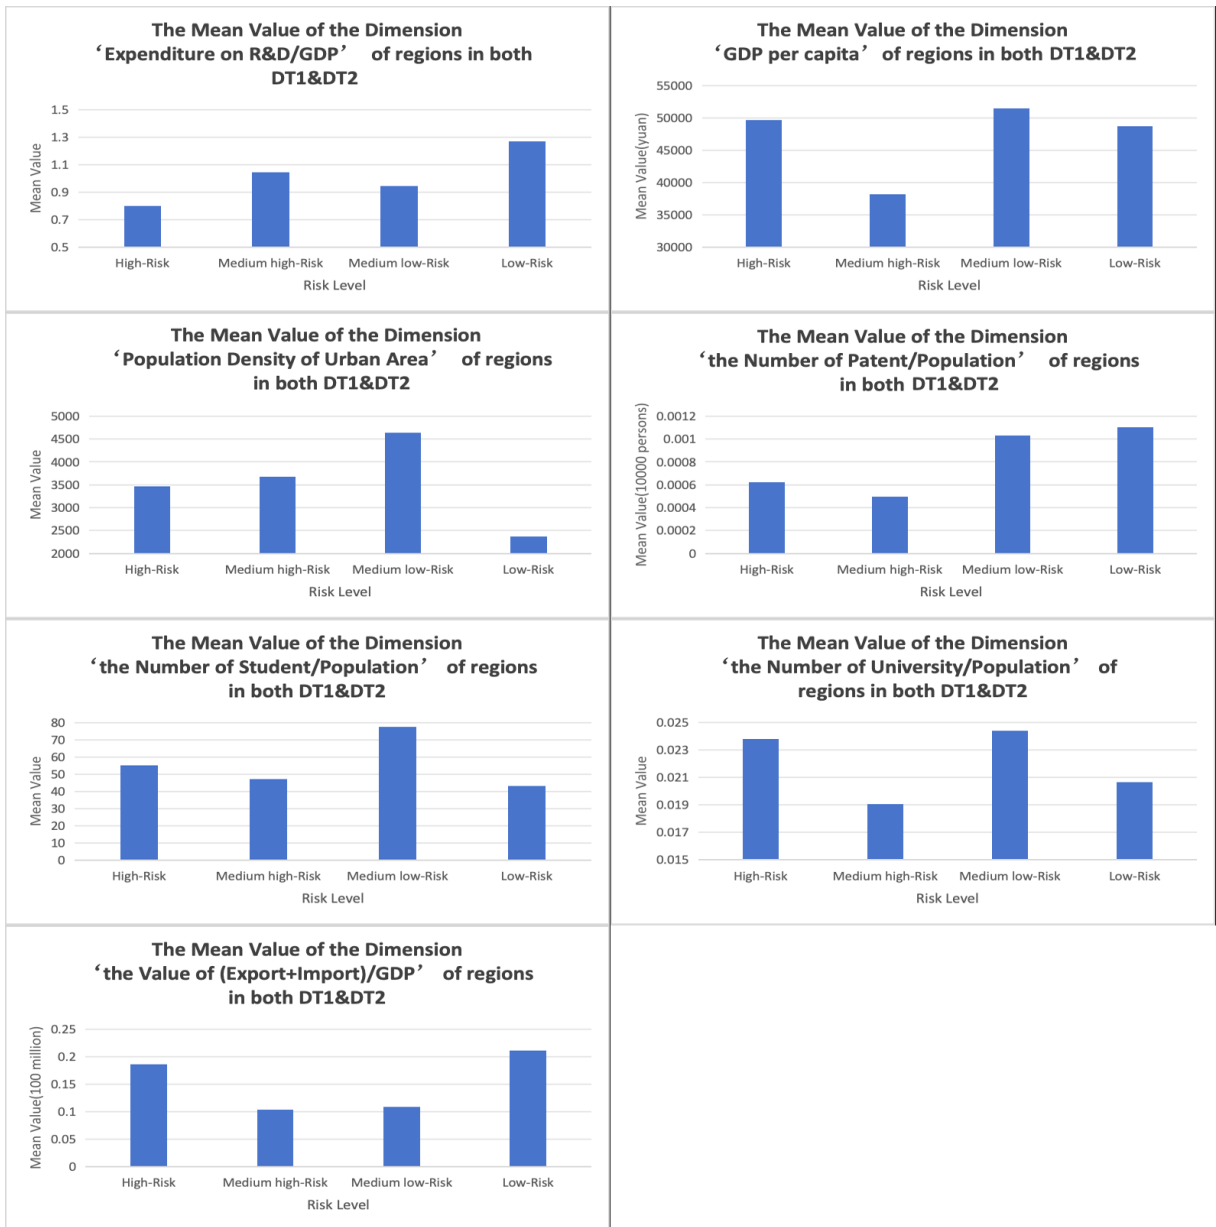 The Mean Value of the Dimension
‘Expenditure on R&D/GDP’ of regions in both
DT1&DT2
Mean Value
1.5
1.3
1.1
0.9
0.7
0.5
High-Risk Medium high-Risk Medium low-Risk Low-Risk
Risk Level
The Mean Value of the Dimension
‘GDP per capita’ of regions in both DT1&DT2
Mean Value(yuan)
55000
50000
45000
40000
35000
30000
High-Risk Medium high-Risk Medium low-Risk Low-Risk
Risk Level
The Mean Value of the Dimension
‘Population Density of Urban Area’ of regions
in both DT1&DT2
Mean Value
5000
4500
4000
3500
3000
2500
2000
High-Risk Medium high-Risk Medium low-Risk Low-Risk
Risk Level
The Mean Value of the Dimension
‘the Number of Patent/Population’ of regions
in both DT1&DT2
Mean Value(10000 persons)
0.0012
0.001
0.0008
0.0006
0.0004
0.0002
0
High-Risk Medium high-Risk Medium low-Risk Low-Risk
Risk Level
The Mean Value of the Dimension
‘the Number of Student/Population’ of regions
in both DT1&DT2
Mean Value
80
70
60
50
40
30
20
10
0
High-Risk Medium high-Risk Medium low-Risk Low-Risk
Risk Level
The Mean Value of the Dimension
‘the Number of University/Population’ of
regions in both DT1&DT2
Mean Value
0.025
0.023
0.021
0.019
0.017
0.015
High-Risk Medium high-Risk Medium low-Risk Low-Risk
Risk Level
The Mean Value of the Dimension
‘the Value of (Export+Import)/GDP’ of regions
in both DT1&DT2
Mean Value(100 million)
0.25
0.2
0.15
0.1
0.05
0
High-Risk Medium high-Risk Medium low-Risk Low-Risk
Risk Level